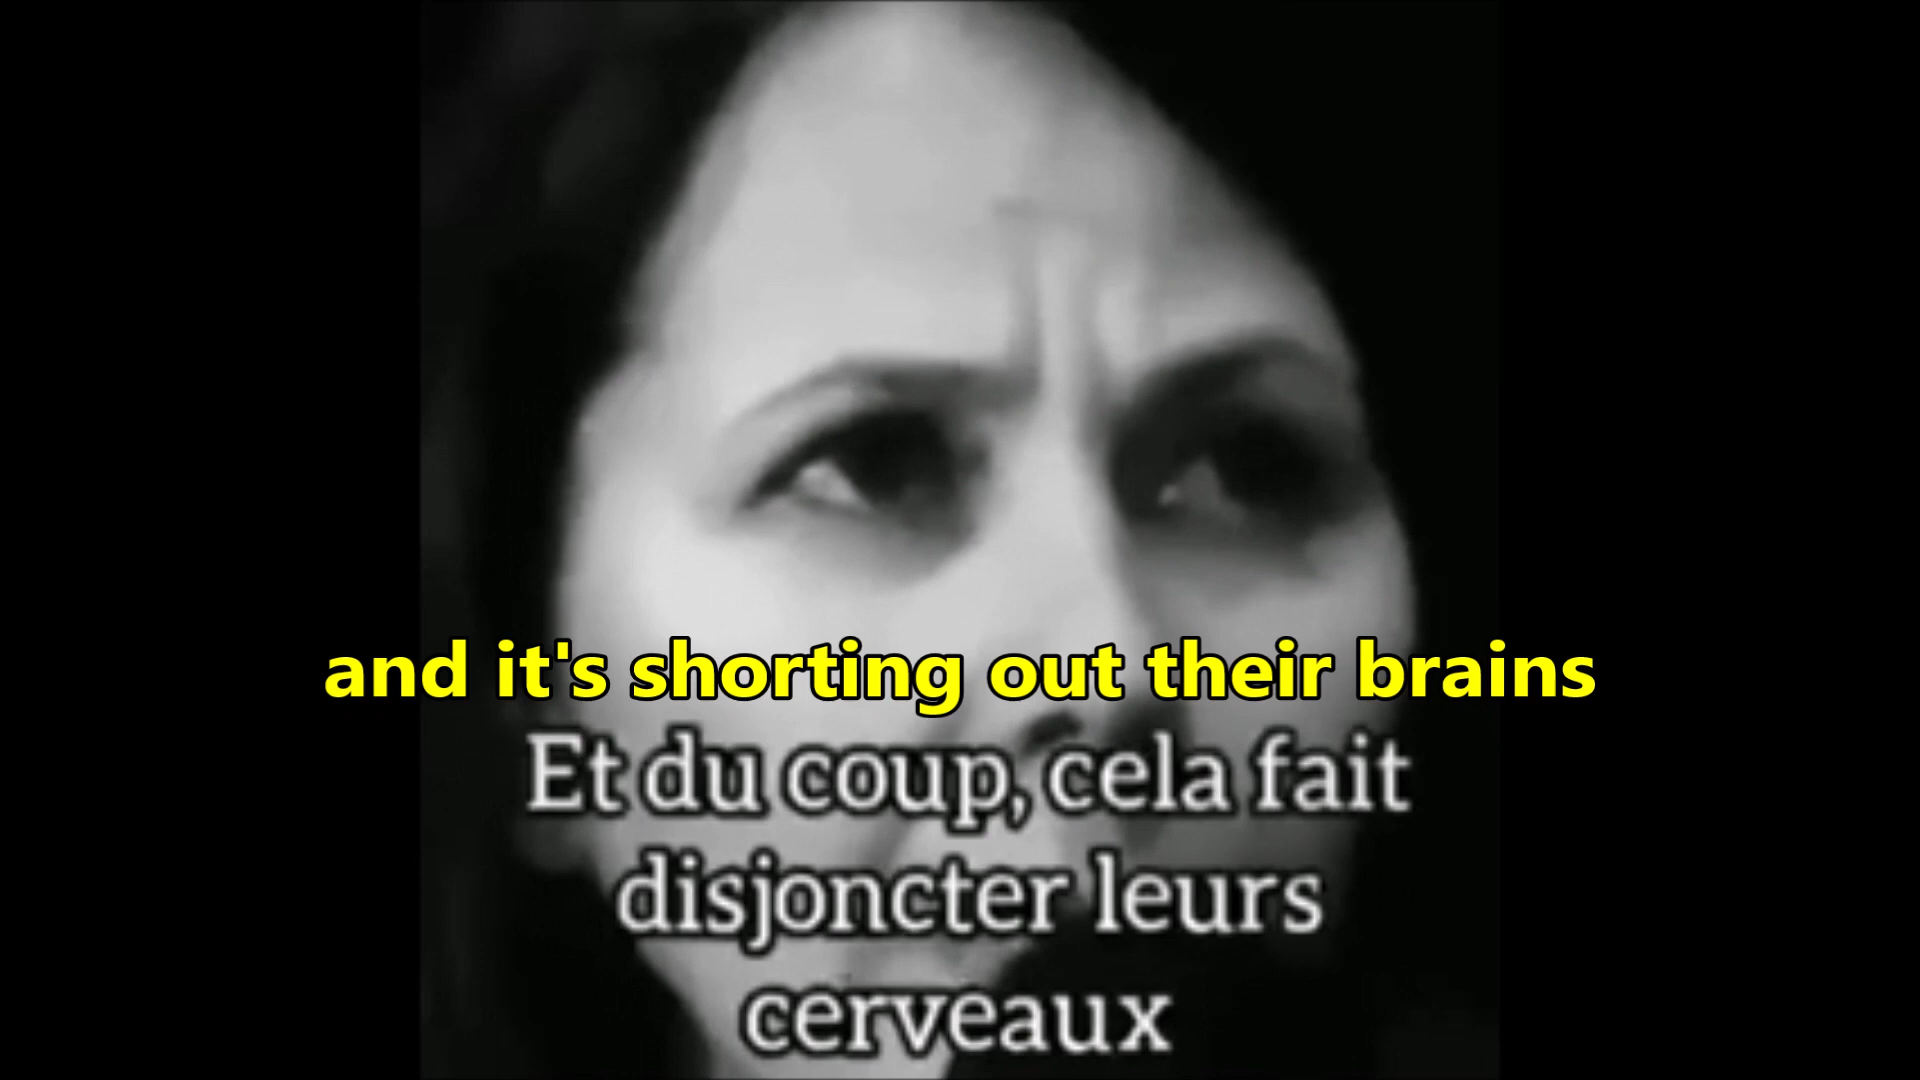 and it's shorting out their brains
Et du coup, cela fait
disjoncter leurs
cerveaux